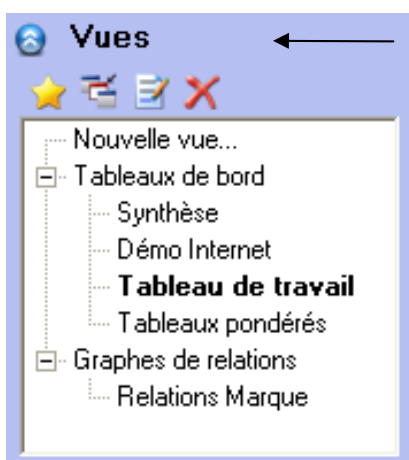 Vues
Nouvelle vue...
Tableaux de bord
Synthèse
Démo Internet
Tableau de travail
Tableaux pondérés
Graphes de relations
Relations Marque